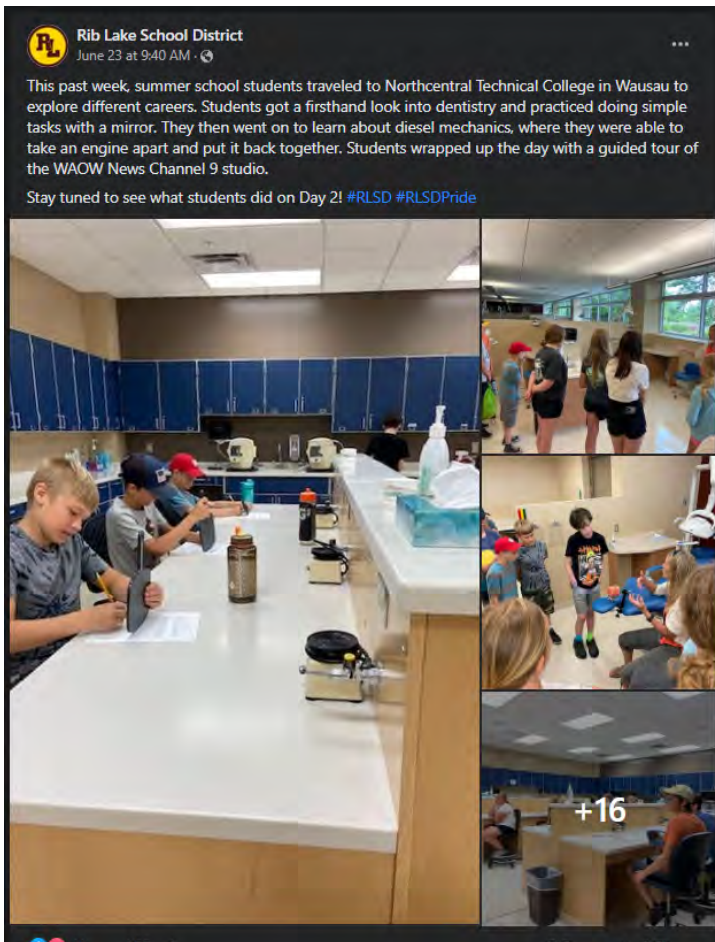 RL
Rib Lake School District
June 23 at 9:40 AM ·
This past week, summer school students traveled to Northcentral Technical College in Wausau to
explore different careers. Students got a firsthand look into dentistry and practiced doing simple
tasks with a mirror. They then went on to learn about diesel mechanics, where they were able to
take an engine apart and put it back together. Students wrapped up the day with a guided tour of
the WAOW News Channel 9 studio.
Stay tuned to see what students did on Day 2! #RLSD #RLSDPride
+16